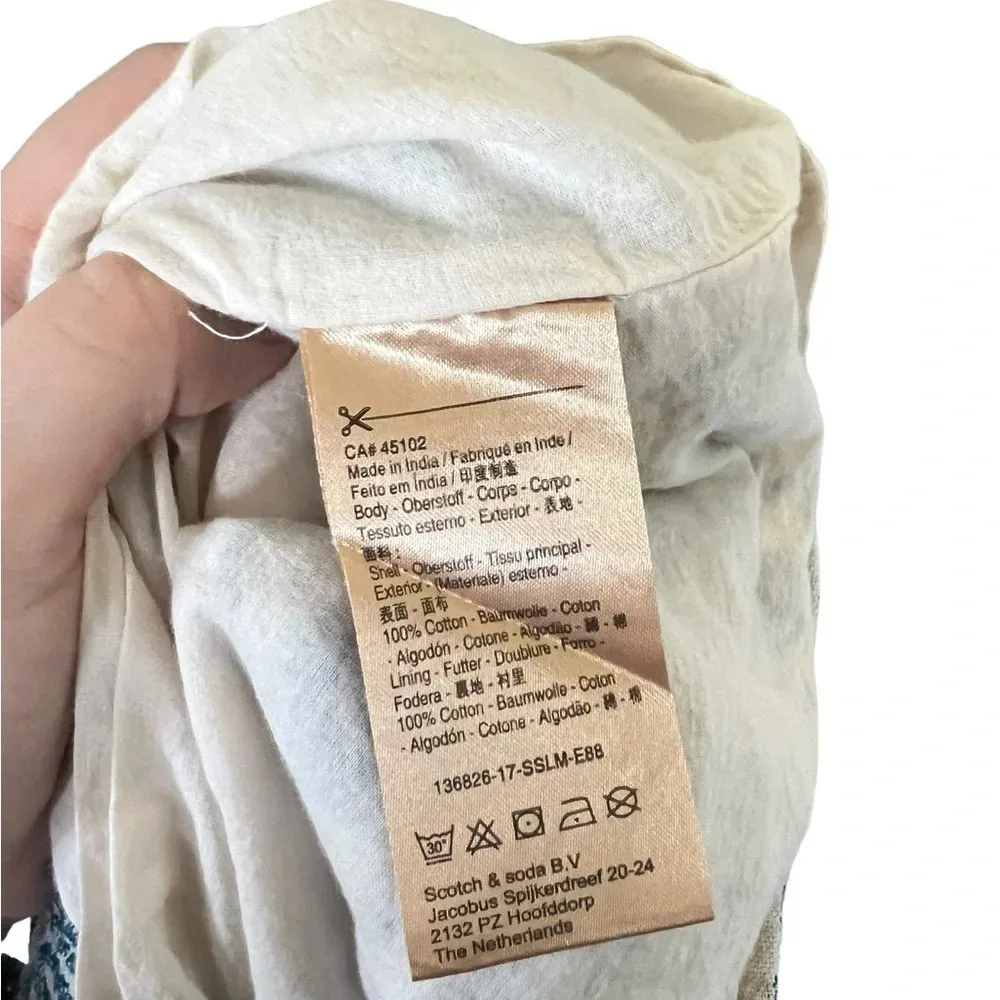 CA# 45102
Made in India / Fabriqué en Inde /
Feito em India / 印度制造
Body - Oberstoff - Corps - Corpo -
Tessuto esterno - Exterior - 表地 -
面料 :
Shell - Oberstoff - Tissu principal -
Exterior - (Materiale) esterno -
表面 - 面布
100% Cotton - Baumwolle - Coton
- Algodón - Cotone - Algodão - 綿 - 棉
Lining - Futter - Doublure - Forro -
Fodera - 裏地 - 衬里
100% Cotton - Baumwolle - Coton
- Algodón - Cotone - Algodão - 綿 - 棉
136826-17-SSLM-E88
30°
Scotch & soda B.V
Jacobus Spijkerdreef 20-24
2132 PZ Hoofddorp
The Netherlands